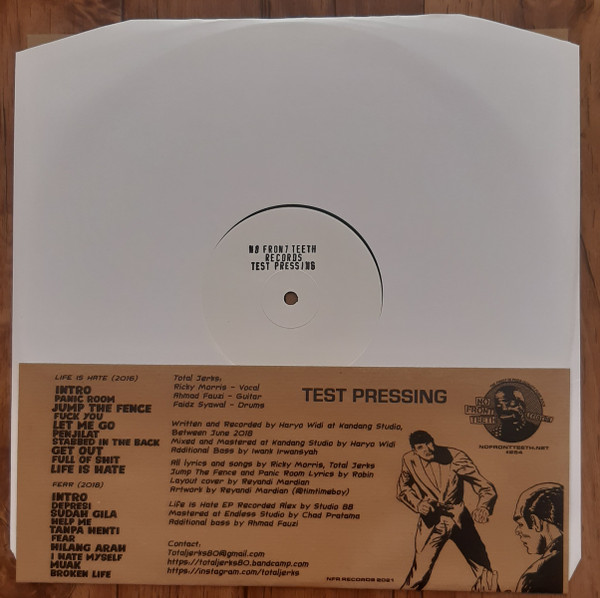 NO FRONT TEETH
RECORDS
TEST PRESSING
LIFE IS HATE (2016)
INTRO
PANIC ROOM
JUMP THE FENCE
FUCK YOU
LET ME GO
PENJILAT
STABBED IN THE BACK
GET OUT
FULL OF SHIT
LIFE IS HATE
FEAR (2018)
INTRO
DEPRESI
SUDAH GILA
HELP ME
TANPA HENTI
FEAR
HILANG ARAH
I HATE MYSELF
MUAK
BROKEN LIFE
Total Jerks:
Ricky Morris - Vocal
Ahmad Fauzi - Guitar
Faidz Syawal - Drums
Written and Recorded by Haryo Widi at Kandang Studio,
Between June 2018
Mixed and Mastered at Kandang Studio by Haryo Widi
Additional Bass by Iwank Irwansyah
All lyrics and songs by Ricky Morris, Total Jerks
Jump The Fence and Panic Room Lyrics by Robin
Layout cover by Reyandi Mardian
Artwork by Reyandi Mardian (@timtimeboy)
Life is Hate EP Recorded Alex by Studio 88
Mastered at Endless Studio by Chad Pratama
Additional bass by Ahmad Fauzi
Contact:
Totaljerks80@gmail.com
https://totaljerks80.bandcamp.com
https://instagram.com/totaljerks
TEST PRESSING
NO
FRONT
TEETH
RECORDS
NOFRONTTEETH.NET
NFR RECORDS 2021